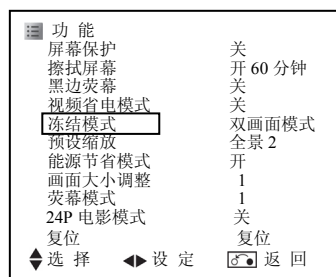 功 能
屏幕保护 关
擦拭屏幕 开 60 分钟
黑边荧幕 关
视频省电模式 关
冻结模式 双画面模式
预设缩放 全景 2
能源节省模式 开
画面大小调整 1
荧幕模式 1
24P 电影模式 关
复位 复位
选 择 设 定 返 回